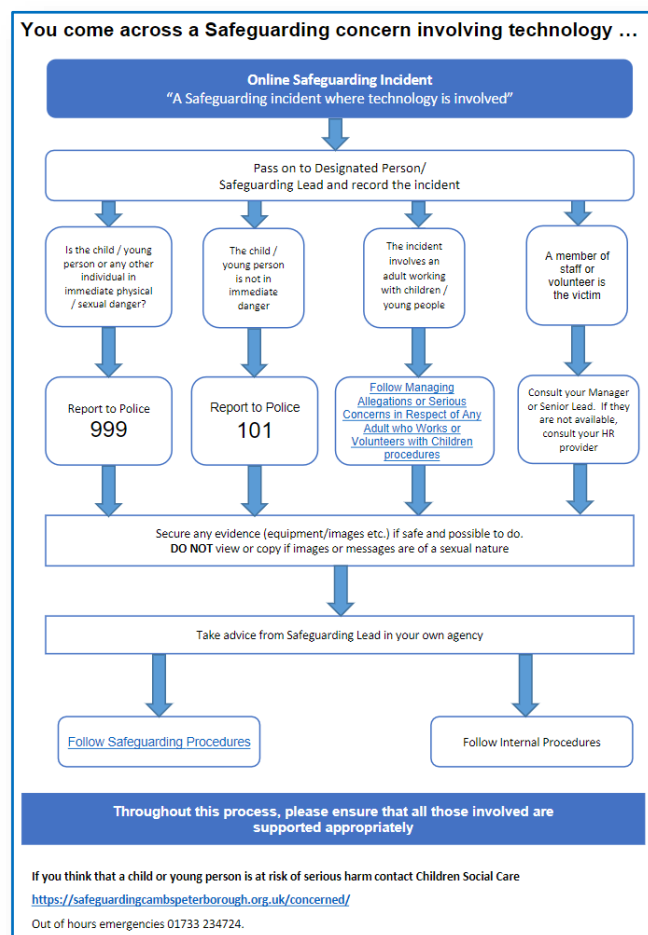 You come across a Safeguarding concern involving technology …
Online Safeguarding Incident
“A Safeguarding incident where technology is involved”
Pass on to Designated Person/
Safeguarding Lead and record the incident
Is the child / young
person or any other
individual in
immediate physical
/ sexual danger?
The child /
young person
is not in
immediate
danger
The incident
involves an
adult working
with children /
young people
A member of
staff or
volunteer is
the victim
Report to Police
999
Report to Police
101
Follow Managing
Allegations or Serious
Concerns in Respect of Any
Adult who Works or
Volunteers with Children
procedures
Consult your Manager
or Senior Lead. If they
are not available,
consult your HR
provider
Secure any evidence (equipment/images etc.) if safe and possible to do.
DO NOT view or copy if images or messages are of a sexual nature
Take advice from Safeguarding Lead in your own agency
Follow Safeguarding Procedures
Follow Internal Procedures
Throughout this process, please ensure that all those involved are
supported appropriately
If you think that a child or young person is at risk of serious harm contact Children Social Care
https://safeguardingcambspeterborough.org.uk/concerned/
Out of hours emergencies 01733 234724.